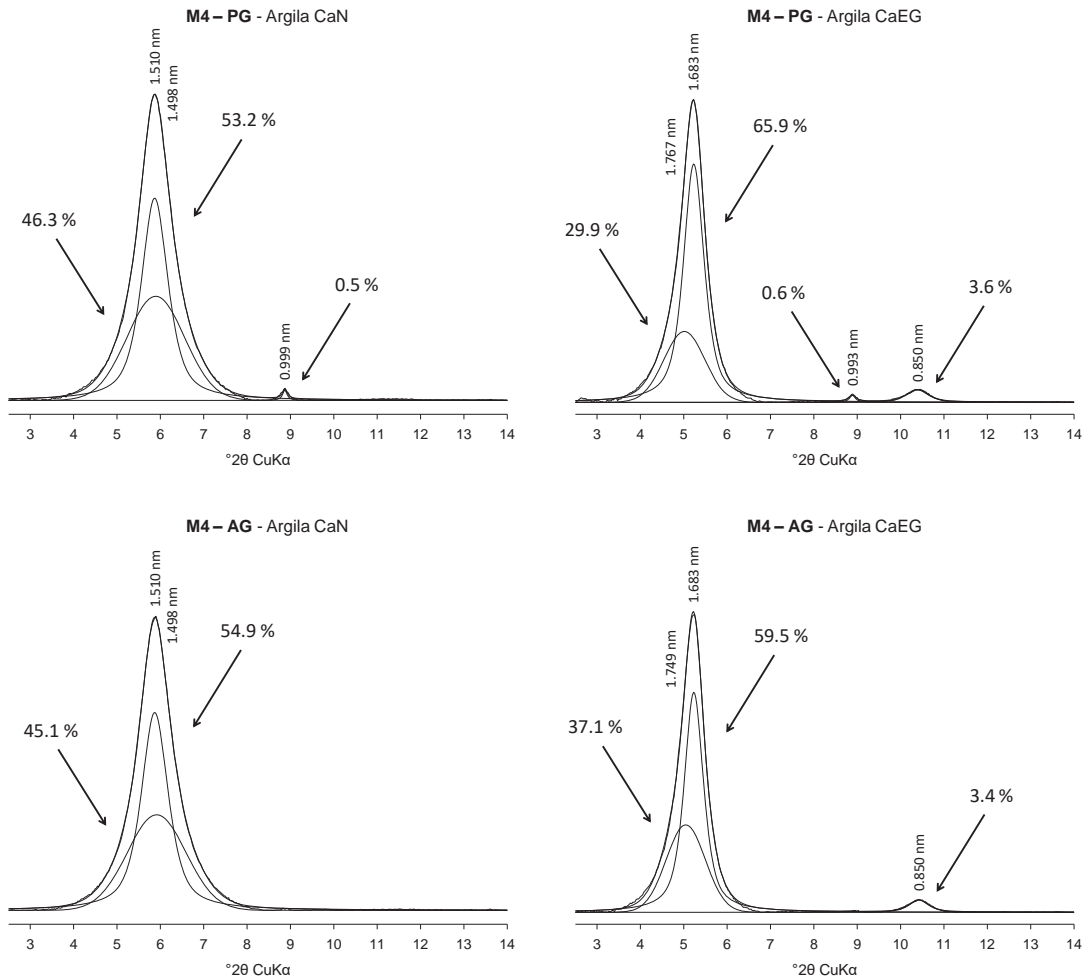 M4 – PG - Argila CaN
1.510 nm
1.498 nm
53.2 %
46.3 %
0.5 %
0.999 nm
3 4 5 6 7 8 9 10 11 12 13 14
°2θ CuKα
M4 – PG - Argila CaEG
1.683 nm
1.767 nm
65.9 %
29.9 %
0.6 %
3.6 %
0.993 nm
0.850 nm
3 4 5 6 7 8 9 10 11 12 13 14
°2θ CuKα
M4 – AG - Argila CaN
1.510 nm
1.498 nm
54.9 %
45.1 %
3 4 5 6 7 8 9 10 11 12 13 14
°2θ CuKα
M4 – AG - Argila CaEG
1.683 nm
1.749 nm
59.5 %
37.1 %
3.4 %
0.850 nm
3 4 5 6 7 8 9 10 11 12 13 14
°2θ CuKα